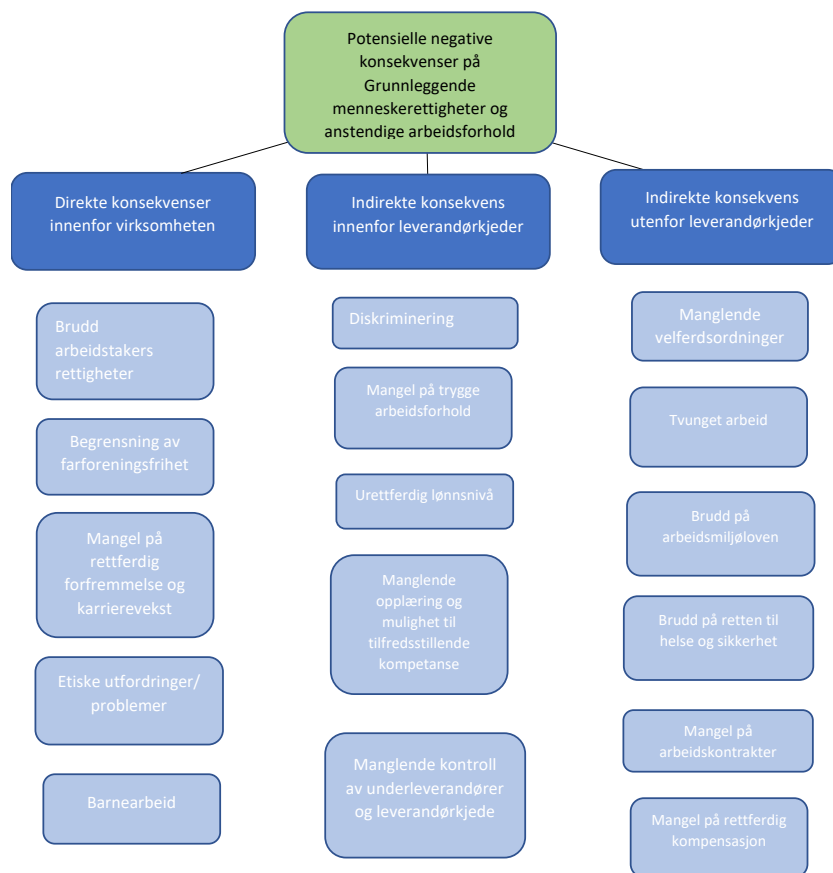 Potensielle negative
konsekvenser på
Grunnleggende
menneskerettigheter og
anstendige arbeidsforhold
Direkte konsekvenser
innenfor virksomheten
Brudd
arbeidstakers
rettigheter
Begrensning av
farforeningsfrihet
Mangel på
rettferdig
forfremmelse og
karrierevekst
Etiske utfordringer/
problemer
Barnearbeid
Indirekte konsekvens
innenfor leverandørkjeder
Diskriminering
Mangel på trygge
arbeidsforhold
Urettferdig lønnsnivå
Manglende
opplæring og
mulighet til
tilfredsstillende
kompetanse
Manglende kontroll
av underleverandører
og leverandørkjede
Indirekte konsekvens
utenfor leverandørkjeder
Manglende
velferdsordninger
Tvunget arbeid
Brudd på
arbeidsmiljøloven
Brudd på retten til
helse og sikkerhet
Mangel på
arbeidskontrakter
Mangel på rettferdig
kompensasjon